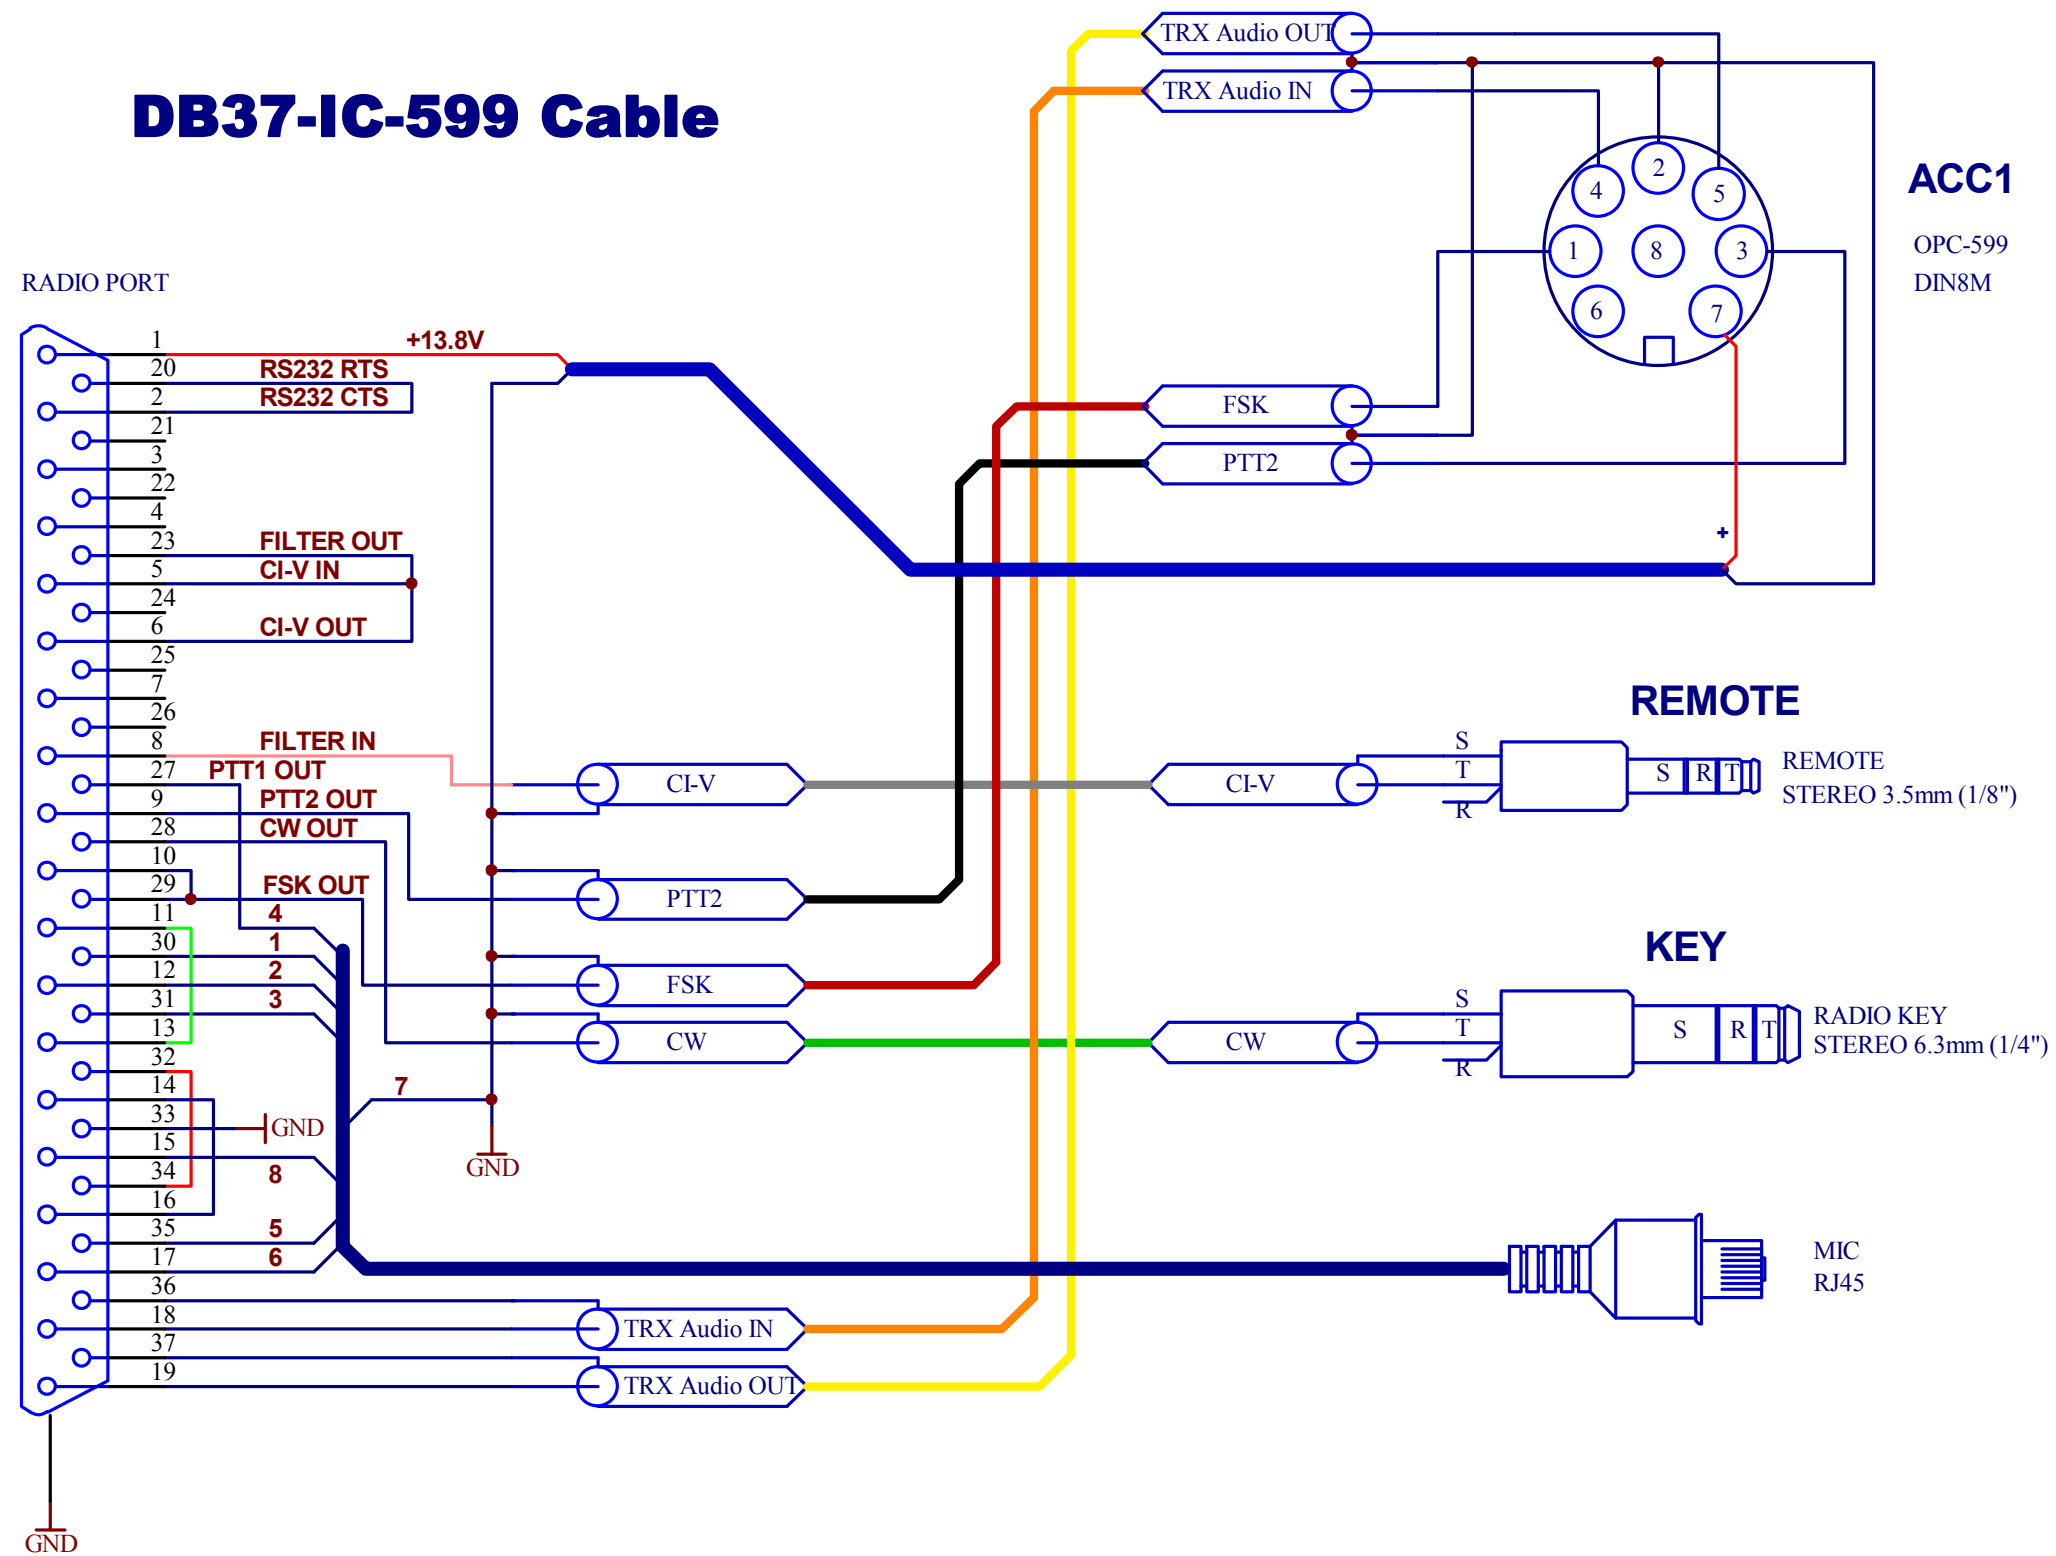 DB37-IC-599 Cable
TRX Audio OUT
TRX Audio IN
ACC1
OPC-599
DIN8M
2
4
5
1
8
3
6
7
RADIO PORT
1
+13.8V
20
RS232 RTS
2
RS232 CTS
21
3
22
4
23
FILTER OUT
5
CI-V IN
24
6
CI-V OUT
25
7
26
8
FILTER IN
27
PTT1 OUT
9
PTT2 OUT
28
CW OUT
10
29
FSK OUT
11
4
30
1
12
2
31
3
13
32
14
33
GND
15
34
8
16
35
5
17
6
36
18
37
19
GND
7
GND
CI-V
PTT2
FSK
CW
TRX Audio IN
TRX Audio OUT
FSK
PTT2
+
CI-V
CW
REMOTE
S
T
R
S R T
REMOTE
STEREO 3.5mm (1/8")
KEY
S
T
R
S R T
RADIO KEY
STEREO 6.3mm (1/4")
MIC
RJ45